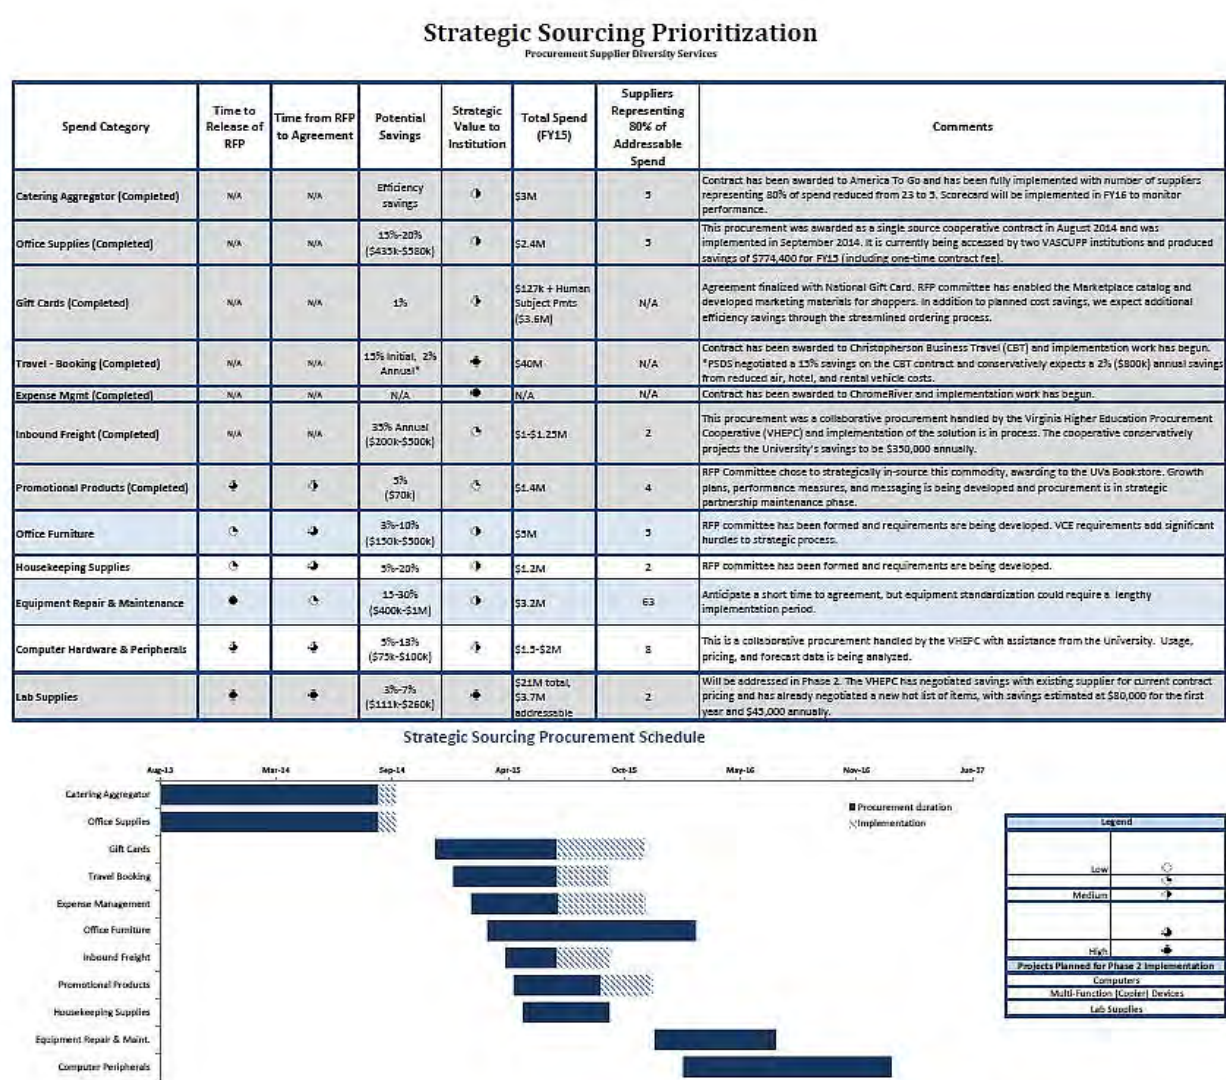 Strategic Sourcing Prioritization
Procurement Supplier Diversity Services
Spend Category
Time to
Release of
RFP
Time from RFP
to Agreement
Potential
Savings
Strategic
Value to
Institution
Total Spend
(FY15)
Suppliers
Representing
80% of
Addressable
Spend
Comments
Catering Aggregator (Completed)
N/A
N/A
Efficiency
savings
$3M
5
Contract has been awarded to America To Go and has been fully implemented with number of suppliers
representing 80% of spend reduced from 23 to 5. Scorecard will be implemented in FY16 to monitor
performance.
Office Supplies (Completed)
N/A
N/A
15%-20%
($435k-$580k)
$2.4M
5
This procurement was awarded as a single source cooperative contract in August 2014 and was
implemented in September 2014. It is currently being accessed by two VASCUPP institutions and produced
savings of $774,400 for FY15 (including one-time contract fee).
Gift Cards (Completed)
N/A
N/A
1%
$127k + Human
Subject Pmts
($3.6M)
N/A
Agreement finalized with National Gift Card. RFP committee has enabled the Marketplace catalog and
developed marketing materials for shoppers. In addition to planned cost savings, we expect additional
efficiency savings through the streamlined ordering process.
Travel - Booking (Completed)
N/A
N/A
15% Initial, 2%
Annual*
$40M
N/A
Contract has been awarded to Christopherson Business Travel (CBT) and implementation work has begun.
*PSDS negotiated a 15% savings on the CBT contract and conservatively expects a 2% ($800k) annual savings
from reduced air, hotel, and rental vehicle costs.
Expense Mgmt (Completed)
N/A
N/A
N/A
N/A
N/A
Contract has been awarded to ChromeRiver and implementation work has begun.
Inbound Freight (Completed)
N/A
N/A
35% Annual
($200k-$500k)
$1-$1.25M
2
This procurement was a collaborative procurement handled by the Virginia Higher Education Procurement
Cooperative (VHEPC) and implementation of the solution is in process. The cooperative conservatively
projects the University's savings to be $350,000 annually.
Promotional Products (Completed)
5%
($70k)
$1.4M
4
RFP Committee chose to strategically in-source this commodity, awarding to the UVa Bookstore. Growth
plans, performance measures, and messaging is being developed and procurement is in strategic
partnership maintenance phase.
Office Furniture
3%-10%
($150k-$500k)
$5M
5
RFP committee has been formed and requirements are being developed. VCE requirements add significant
hurdles to strategic process.
Housekeeping Supplies
5%-20%
$1.2M
2
RFP committee has been formed and requirements are being developed.
Equipment Repair & Maintenance
15-30%
($400k-$1M)
$3.2M
63
Anticipate a short time to agreement, but equipment standardization could require a lengthy
implementation period.
Computer Hardware & Peripherals
5%-13%
($75k-$100k)
$1.5-$2M
8
This is a collaborative procurement handled by the VHEPC with assistance from the University. Usage,
pricing, and forecast data is being analyzed.
Lab Supplies
3%-7%
($111k-$260k)
$21M total,
$3.7M
addressable
2
Will be addressed in Phase 2. The VHEPC has negotiated savings with existing supplier for current contract
pricing and has already negotiated a new hot list of items, with savings estimated at $80,000 for the first
year and $45,000 annually.
Strategic Sourcing Procurement Schedule
Aug-13 Mar-14 Sep-14 Apr-15 Oct-15 May-16 Nov-16 Jun-17
Catering Aggregator
Office Supplies
Gift Cards
Travel Booking
Expense Management
Office Furniture
Inbound Freight
Promotional Products
Housekeeping Supplies
Equipment Repair & Maint.
Computer Peripherals
Procurement duration
Implementation
Legend
Low
Medium
High
Projects Planned for Phase 2 Implementation
Computers
Multi-Function (Copier) Devices
Lab Supplies